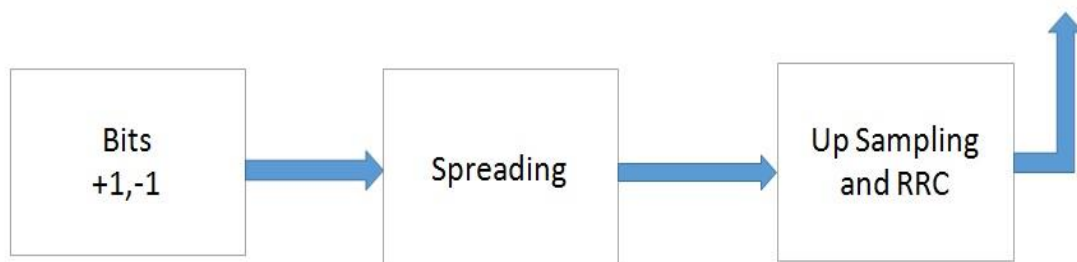 Bits
+1,-1
Spreading
Up Sampling
and RRC